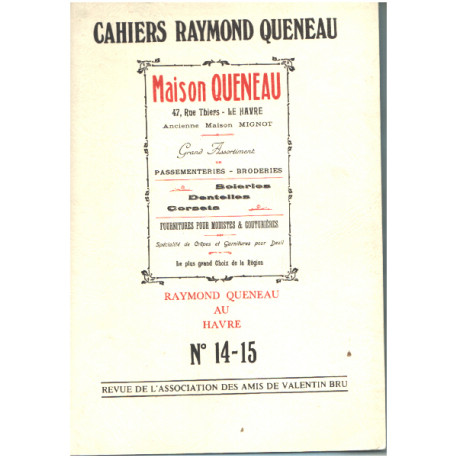 CAHIERS RAYMOND QUENEAU
Maison QUENEAU
47, Rue Thiers - LE HAVRE
Ancienne Maison MIGNOT
Grand Assortiment
DE
PASSEMENTERIES - BRODERIES
Soieries
Dentelles
Corsets
FOURNITURES POUR MODISTES & COUTURIÈRES
Spécialité de Crêpes et Garnitures pour Deuil
Le plus grand Choix de la Région
RAYMOND QUENEAU
AU
HAVRE
N° 14-15
REVUE DE L'ASSOCIATION DES AMIS DE VALENTIN BRU